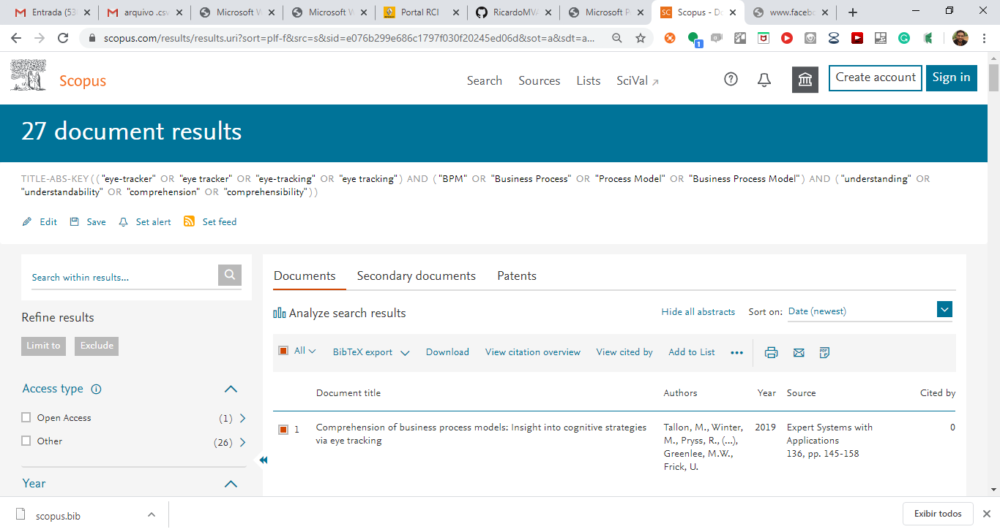 Entrada (53
arquivo .csv
Microsoft W
Microsoft W
Portal RCI
RicardoMVA
Microsoft P
SC
Scopus - Do
www.facebo
scopus.com/results/results.uri?sort=plf-f&src=s&sid=e076b299e686c1797f030f20245ed06d&sot=a&sdt=a...
1
Scopus
Search
Sources
Lists
SciVal
Create account
Sign in
27 document results
TITLE-ABS-KEY ( ( "eye-tracker" OR "eye tracker" OR "eye-tracking" OR "eye tracking" ) AND ( "BPM" OR "Business Process" OR "Process Model" OR "Business Process Model" ) AND ( "understanding" OR
"understandability" OR "comprehension" OR "comprehensibility" ) )
Edit
Save
Set alert
Set feed
Search within results...
Refine results
Limit to
Exclude
Access type
Open Access
(1)
Other
(26)
Year
Documents
Secondary documents
Patents
Analyze search results
Hide all abstracts
Sort on:
Date (newest)
All
BibTeX export
Download
View citation overview
View cited by
Add to List
•••
PDF
Document title
Authors
Year
Source
Cited by
1
Comprehension of business process models: Insight into cognitive strategies
via eye tracking
Tallon, M., Winter,
M., Pryss, R., (...),
Greenlee, M.W.,
Frick, U.
2019
Expert Systems with
Applications
136, pp. 145-158
0
scopus.bib
Exibir todos